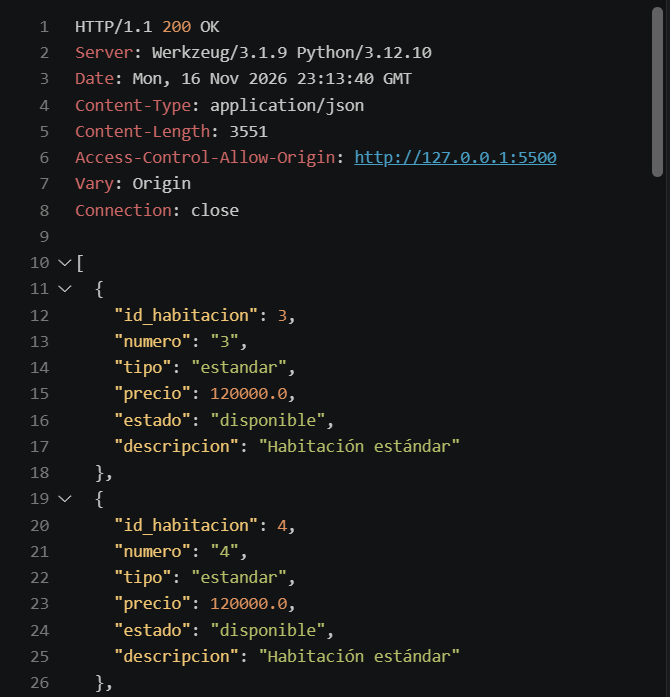 1 HTTP/1.1 200 OK
2 Server: Werkzeug/3.1.9 Python/3.12.10
3 Date: Mon, 16 Nov 2026 23:13:40 GMT
4 Content-Type: application/json
5 Content-Length: 3551
6 Access-Control-Allow-Origin: http://127.0.0.1:5500
7 Vary: Origin
8 Connection: close
9
10 [
11 {
12 "id_habitacion": 3,
13 "numero": "3",
14 "tipo": "estandar",
15 "precio": 120000.0,
16 "estado": "disponible",
17 "descripcion": "Habitación estándar"
18 },
19 {
20 "id_habitacion": 4,
21 "numero": "4",
22 "tipo": "estandar",
23 "precio": 120000.0,
24 "estado": "disponible",
25 "descripcion": "Habitación estándar"
26 },